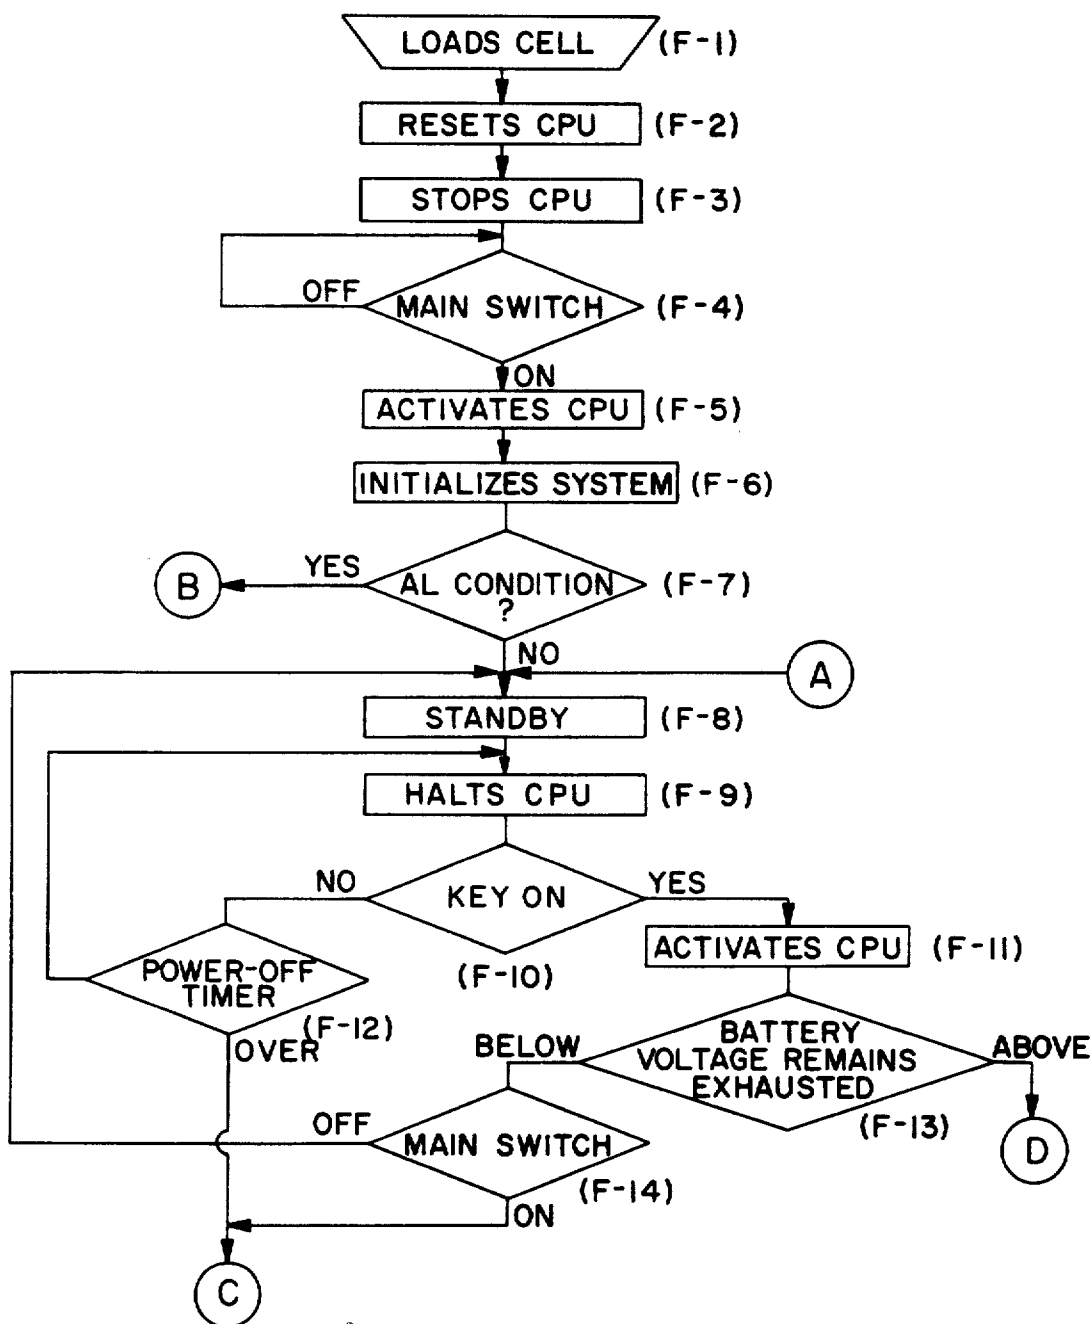 LOADS CELL (F-1)
RESETS CPU (F-2)
STOPS CPU (F-3)
OFF MAIN SWITCH (F-4)
ON
ACTIVATES CPU (F-5)
INITIALIZES SYSTEM (F-6)
B YES AL CONDITION (F-7)
?
NO
A
STANDBY (F-8)
HALTS CPU (F-9)
NO KEY ON YES
ACTIVATES CPU (F-11)
(F-10)
POWER-OFF
TIMER
(F-12)
OVER
BELOW BATTERY ABOVE
VOLTAGE REMAINS
EXHAUSTED
(F-13)
D
OFF MAIN SWITCH
(F-14)
ON
C